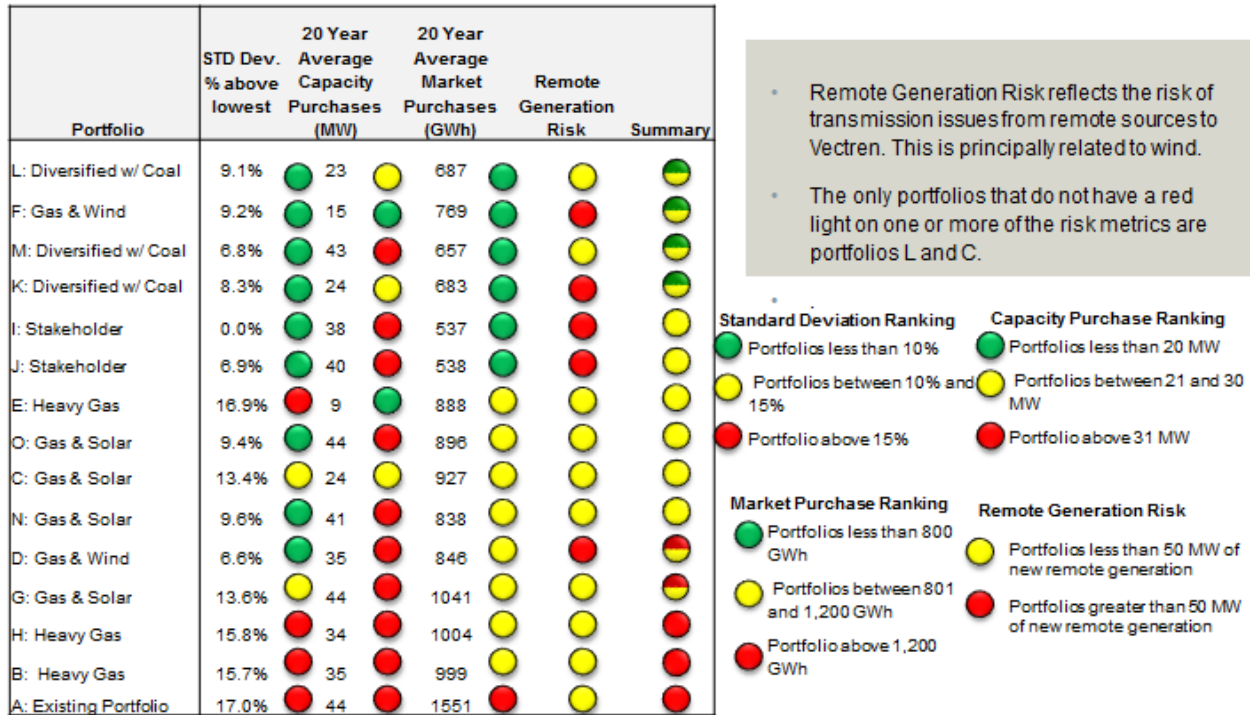 Portfolio
STD Dev.
% above
lowest
20 Year
Average
Capacity
Purchases
(MW)
20 Year
Average
Market
Purchases
(GWh)
Remote
Generation
Risk
Summary
L: Diversified w/ Coal 9.1% 23 687
F: Gas & Wind 9.2% 15 769
M: Diversified w/ Coal 6.8% 43 657
K: Diversified w/ Coal 8.3% 24 683
I: Stakeholder 0.0% 38 537
J: Stakeholder 6.9% 40 538
E: Heavy Gas 16.9% 9 888
O: Gas & Solar 9.4% 44 896
C: Gas & Solar 13.4% 24 927
N: Gas & Solar 9.6% 41 838
D: Gas & Wind 6.6% 35 846
G: Gas & Solar 13.6% 44 1041
H: Heavy Gas 15.8% 34 1004
B: Heavy Gas 15.7% 35 999
A: Existing Portfolio 17.0% 44 1551
• Remote Generation Risk reflects the risk of
transmission issues from remote sources to
Vectren. This is principally related to wind.
• The only portfolios that do not have a red
light on one or more of the risk metrics are
portfolios L and C.
• .
Standard Deviation Ranking
Portfolios less than 10%
Portfolios between 10% and
15%
Portfolio above 15%
Capacity Purchase Ranking
Portfolios less than 20 MW
Portfolios between 21 and 30
MW
Portfolio above 31 MW
Market Purchase Ranking
Portfolios less than 800
GWh
Portfolios between 801
and 1,200 GWh
Portfolio above 1,200
GWh
Remote Generation Risk
Portfolios less than 50 MW of
new remote generation
Portfolios greater than 50 MW
of new remote generation